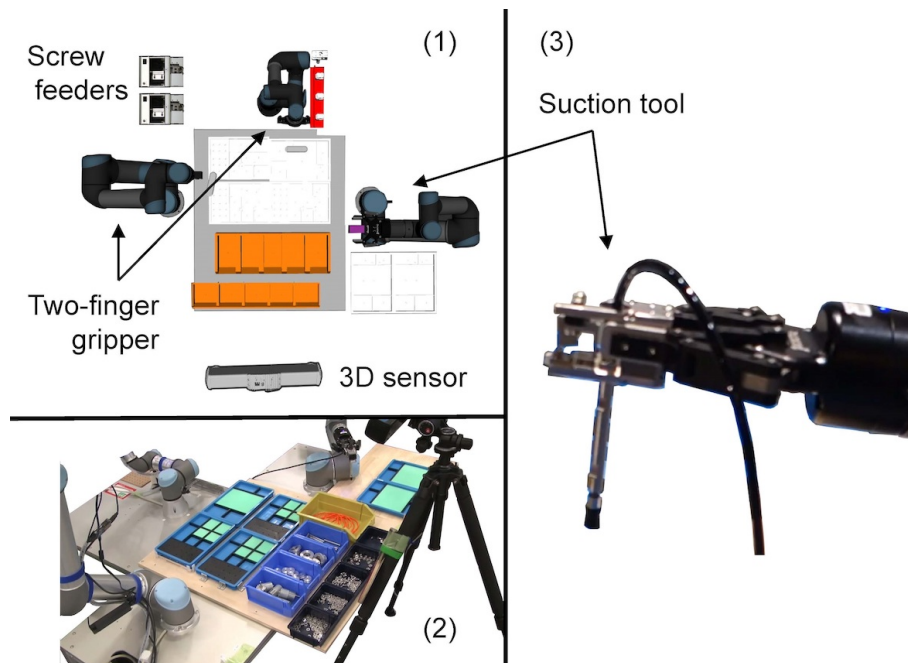 (1)
Screw
feeders
Two-finger
gripper
3D sensor
(2)
(3)
Suction tool